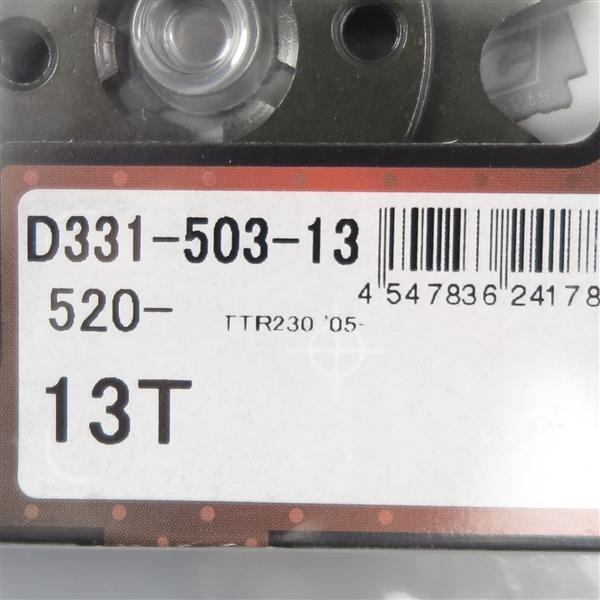 D331-503-13
4 547836 24178
520-
TTR230 '05-
13T